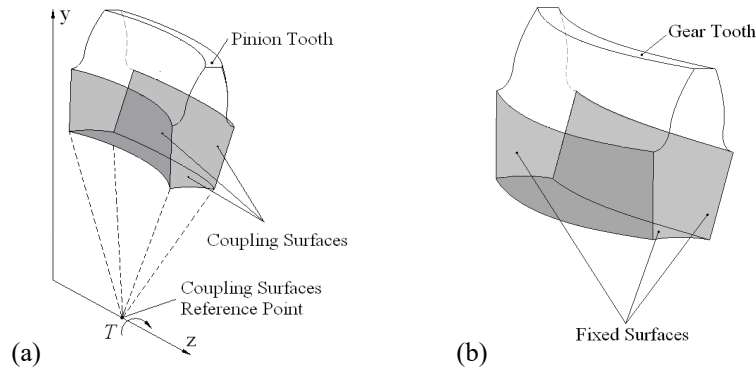 y
Pinion Tooth
Coupling Surfaces
Coupling Surfaces
Reference Point
T
z
(a)
Gear Tooth
Fixed Surfaces
(b)